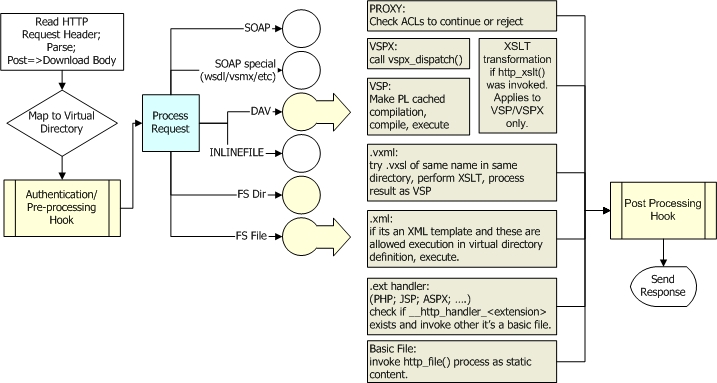 Read HTTP
Request Header;
Parse;
Post=>Download Body
Map to Virtual
Directory
Authentication/
Pre-processing
Hook
Process
Request
SOAP
SOAP special
(wsdl/vsmx/etc)
DAV
INLINEFILE
FS Dir
FS File
PROXY:
Check ACLs to continue or reject
VSPX:
call vspx_dispatch()
VSP:
Make PL cached
compilation,
compile, execute
XSLT
transformation
if http_xslt()
was invoked.
Applies to
VSP/VSPX
only.
.vxml:
try .vxsl of same name in same
directory, perform XSLT, process
result as VSP
.xml:
if its an XML template and these are
allowed execution in virtual directory
definition, execute.
.ext handler:
(PHP; JSP; ASPX; ....)
check if __http_handler_<extension>
exists and invoke other it's a basic file.
Basic File:
invoke http_file() process as static
content.
Post Processing
Hook
Send
Response